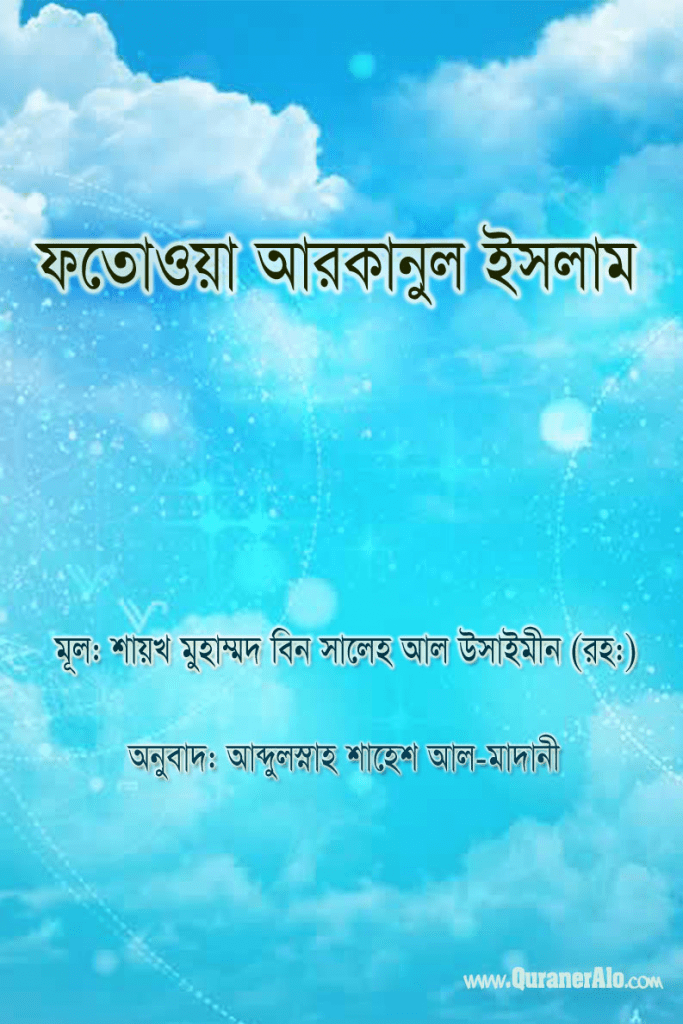 ফতোওয়া আরকানুল ইসলাম
মূল: শায়খ মুহাম্মদ বিন সালেহ আল উসাইমীন (রহ:)
অনুবাদ: আব্দুলস্নাহ শাহেশ আল-মাদানী
www.QuranerAlo.com